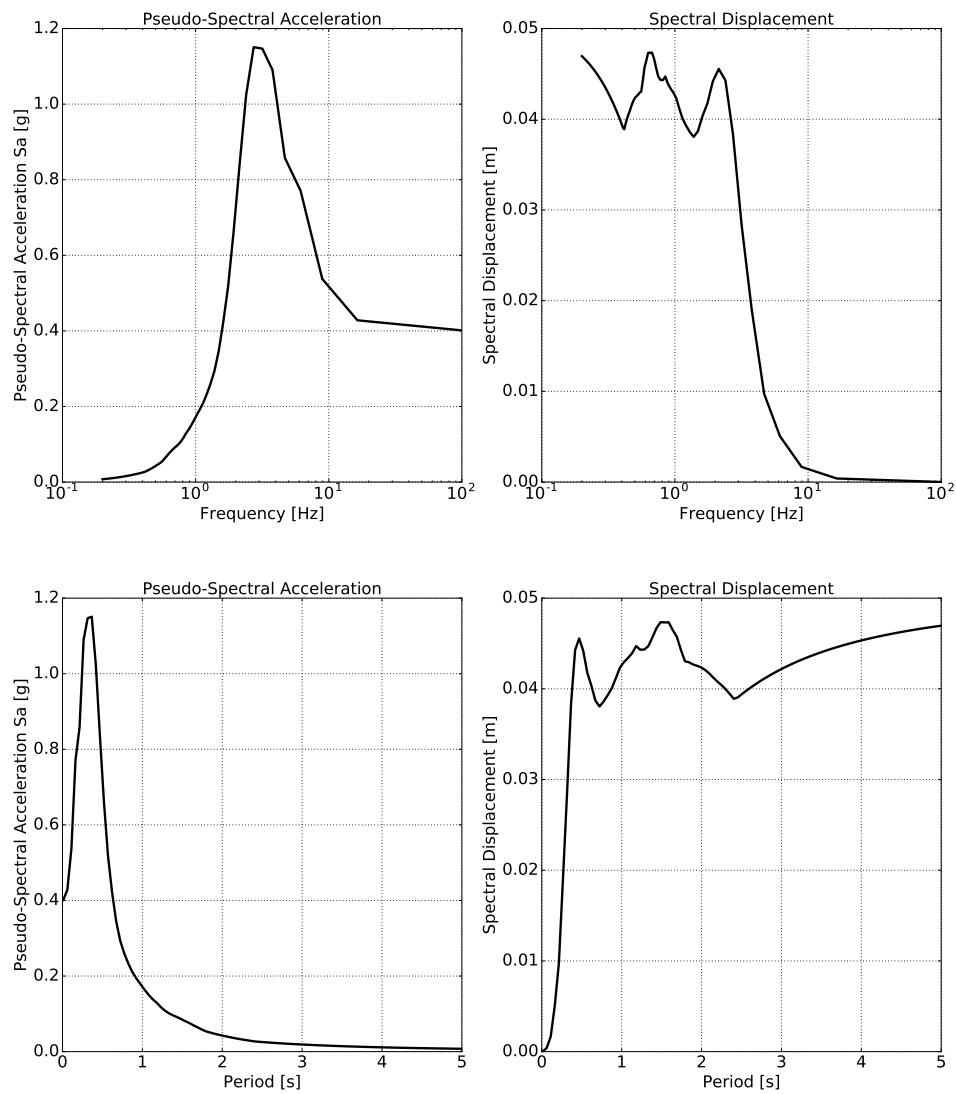 Pseudo-Spectral Acceleration
Pseudo-Spectral Acceleration Sa [g]
1.2
1.0
0.8
0.6
0.4
0.2
0.0
10^-1 10^0 10^1 10^2
Frequency [Hz]
Spectral Displacement
Spectral Displacement [m]
0.05
0.04
0.03
0.02
0.01
0.00
10^-1 10^0 10^1 10^2
Frequency [Hz]
Pseudo-Spectral Acceleration
Pseudo-Spectral Acceleration Sa [g]
1.2
1.0
0.8
0.6
0.4
0.2
0.0
0 1 2 3 4 5
Period [s]
Spectral Displacement
Spectral Displacement [m]
0.05
0.04
0.03
0.02
0.01
0.00
0 1 2 3 4 5
Period [s]